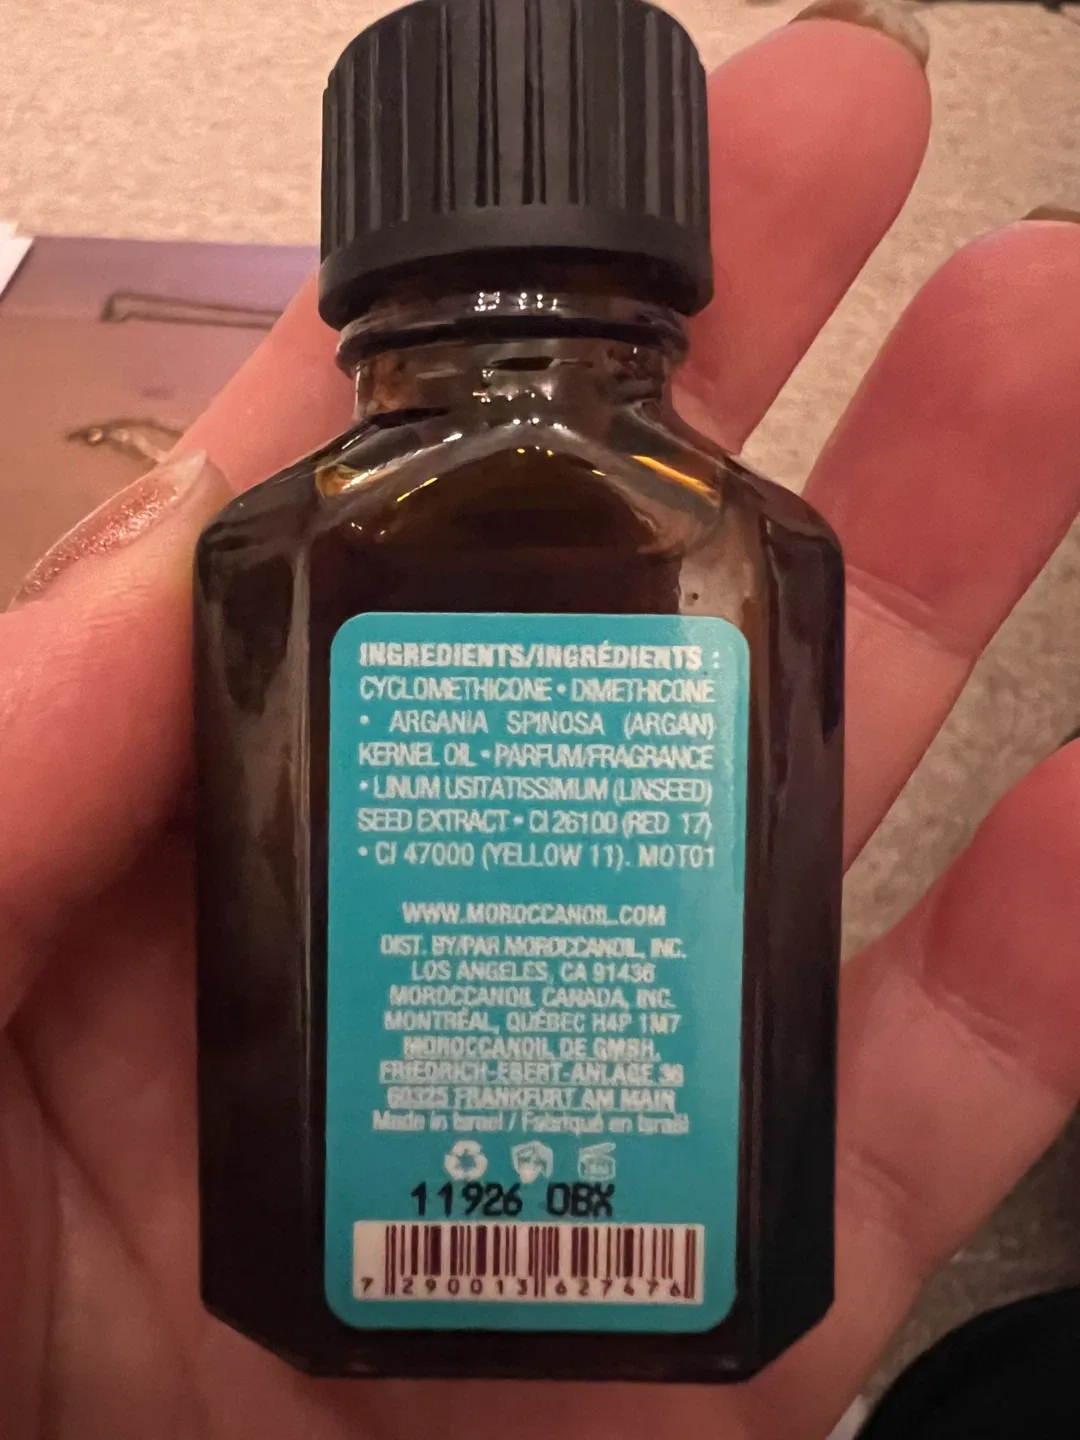 INGREDIENTS/INGRÉDIENTS :
CYCLOMETHICONE • DIMETHICONE
• ARGANIA SPINOSA (ARGAN)
KERNEL OIL • PARFUM/FRAGRANCE
• LINUM USITATISSIMUM (LINSEED)
SEED EXTRACT • CI 26100 (RED 17)
• CI 47000 (YELLOW 11). MOT01
WWW.MOROCCANOIL.COM
DIST. BY/PAR MOROCCANOIL, INC.
LOS ANGELES, CA 91436
MOROCCANOIL CANADA, INC.
MONTRÉAL, QUÉBEC H4P 1M7
MOROCCANOIL DE GMBH.
FRIEDRICH-EBERT-ANLAGE 36
60325 FRANKFURT AM MAIN
Made in Israel / Fabriqué en Israël
11926 OBX
7 290013 627476